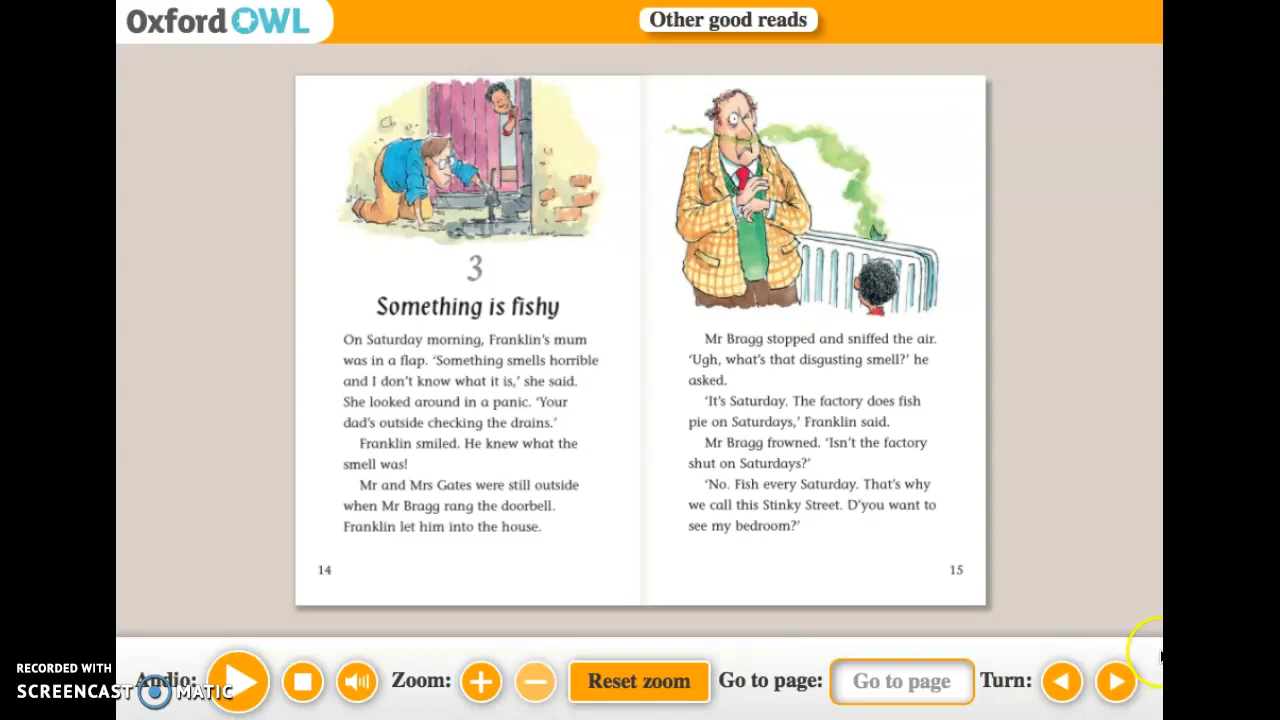 Oxford OWL
Other good reads
3
Something is fishy
On Saturday morning, Franklin's mum
was in a flap. 'Something smells horrible
and I don't know what it is,' she said.
She looked around in a panic. 'Your
dad's outside checking the drains.'
Franklin smiled. He knew what the
smell was!
Mr and Mrs Gates were still outside
when Mr Bragg rang the doorbell.
Franklin let him into the house.
14
Mr Bragg stopped and sniffed the air.
'Ugh, what's that disgusting smell?' he
asked.
'It's Saturday. The factory does fish
pie on Saturdays,' Franklin said.
Mr Bragg frowned. 'Isn't the factory
shut on Saturdays?'
'No. Fish every Saturday. That's why
we call this Stinky Street. D'you want to
see my bedroom?'
15
Audio:
Zoom:
Reset zoom
Go to page:
Go to page
Turn:
RECORDED WITH
SCREENCAST MATIC